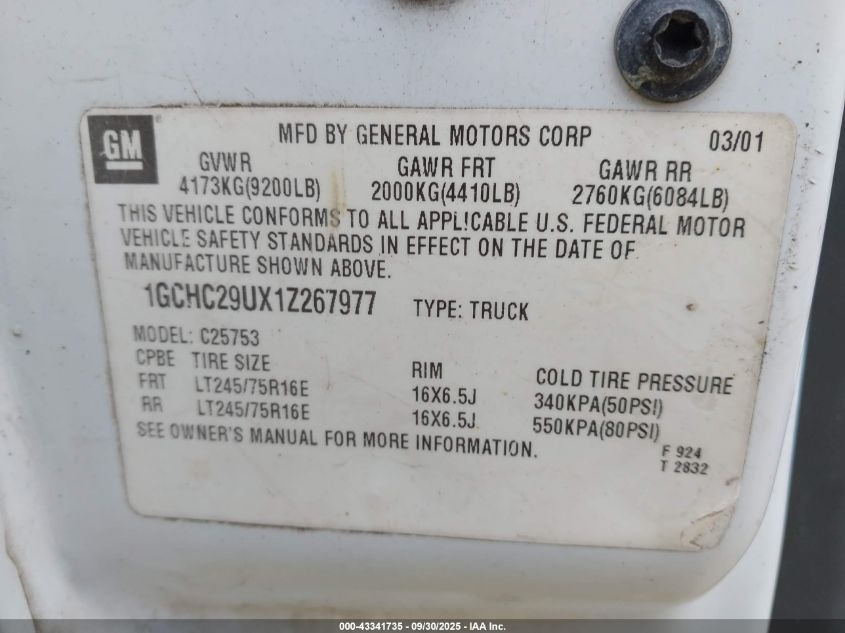 GM
MFD BY GENERAL MOTORS CORP 03/01
GVWR GAWR FRT GAWR RR
4173KG(9200LB) 2000KG(4410LB) 2760KG(6084LB)
THIS VEHICLE CONFORMS TO ALL APPLICABLE U.S. FEDERAL MOTOR
VEHICLE SAFETY STANDARDS IN EFFECT ON THE DATE OF
MANUFACTURE SHOWN ABOVE.
1GCHC29UX1Z267977 TYPE: TRUCK
MODEL: C25753
CPBE TIRE SIZE RIM COLD TIRE PRESSURE
FRT LT245/75R16E 16X6.5J 340KPA(50PSI)
RR LT245/75R16E 16X6.5J 550KPA(80PSI)
SEE OWNER'S MANUAL FOR MORE INFORMATION.
F 924
T 2832
000-43341735 - 09/30/2025 - IAA Inc.